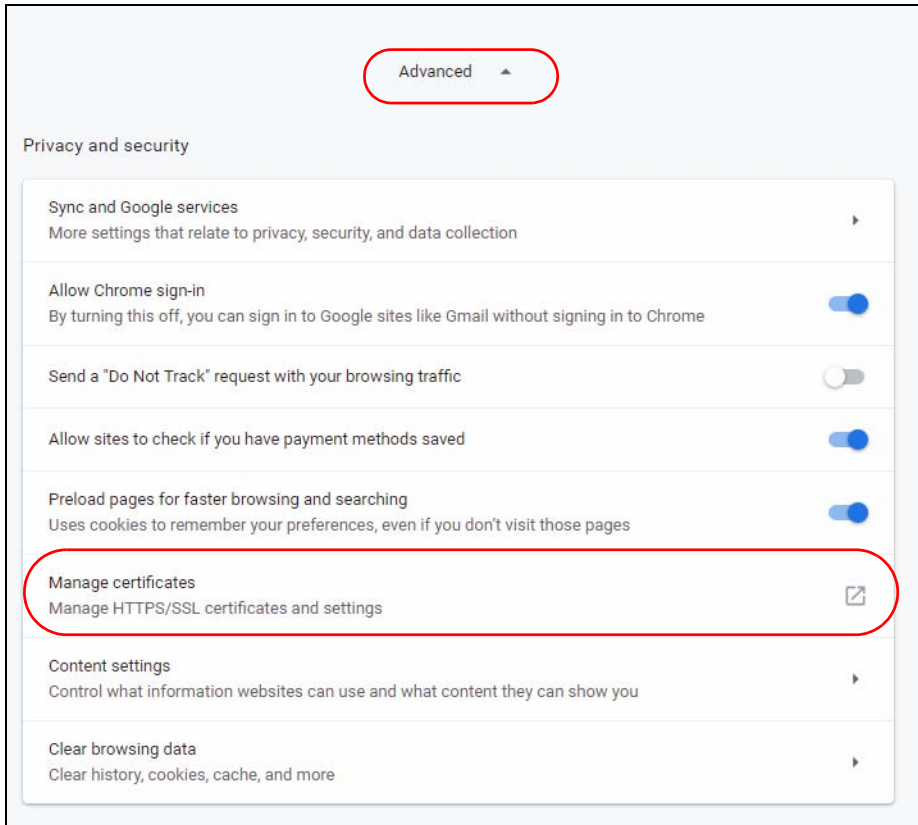 Advanced
Privacy and security
Sync and Google services
More settings that relate to privacy, security, and data collection
Allow Chrome sign-in
By turning this off, you can sign in to Google sites like Gmail without signing in to Chrome
Send a "Do Not Track" request with your browsing traffic
Allow sites to check if you have payment methods saved
Preload pages for faster browsing and searching
Uses cookies to remember your preferences, even if you don't visit those pages
Manage certificates
Manage HTTPS/SSL certificates and settings
Content settings
Control what information websites can use and what content they can show you
Clear browsing data
Clear history, cookies, cache, and more